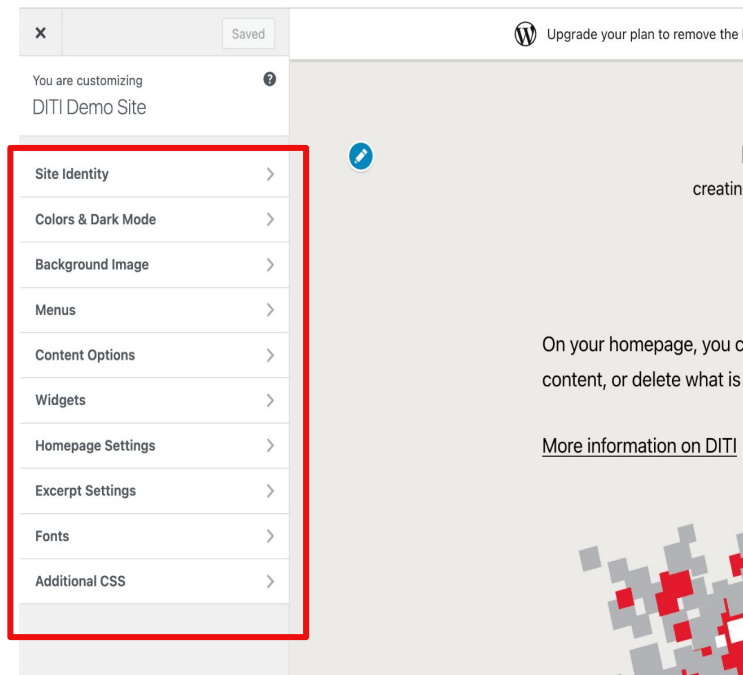 Saved
Upgrade your plan to remove the
You are customizing
DITI Demo Site
Site Identity
Colors & Dark Mode
Background Image
Menus
Content Options
Widgets
Homepage Settings
Excerpt Settings
Fonts
Additional CSS
creatin
On your homepage, you c
content, or delete what is
More information on DITI